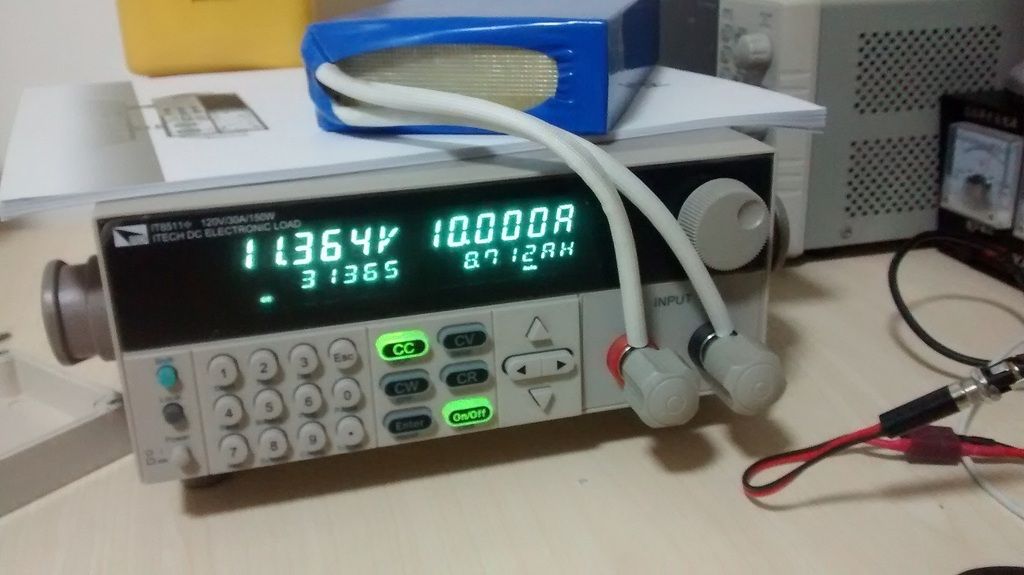 IT8511+ 120V/30A/150W
ITECH DC ELECTRONIC LOAD
11.364V 10.000A
3136S 8.712AH
INPUT
1 2 3 Esc
4 5 6 0
7 8 9 .
CC CV
CW CR
Enter On/Off